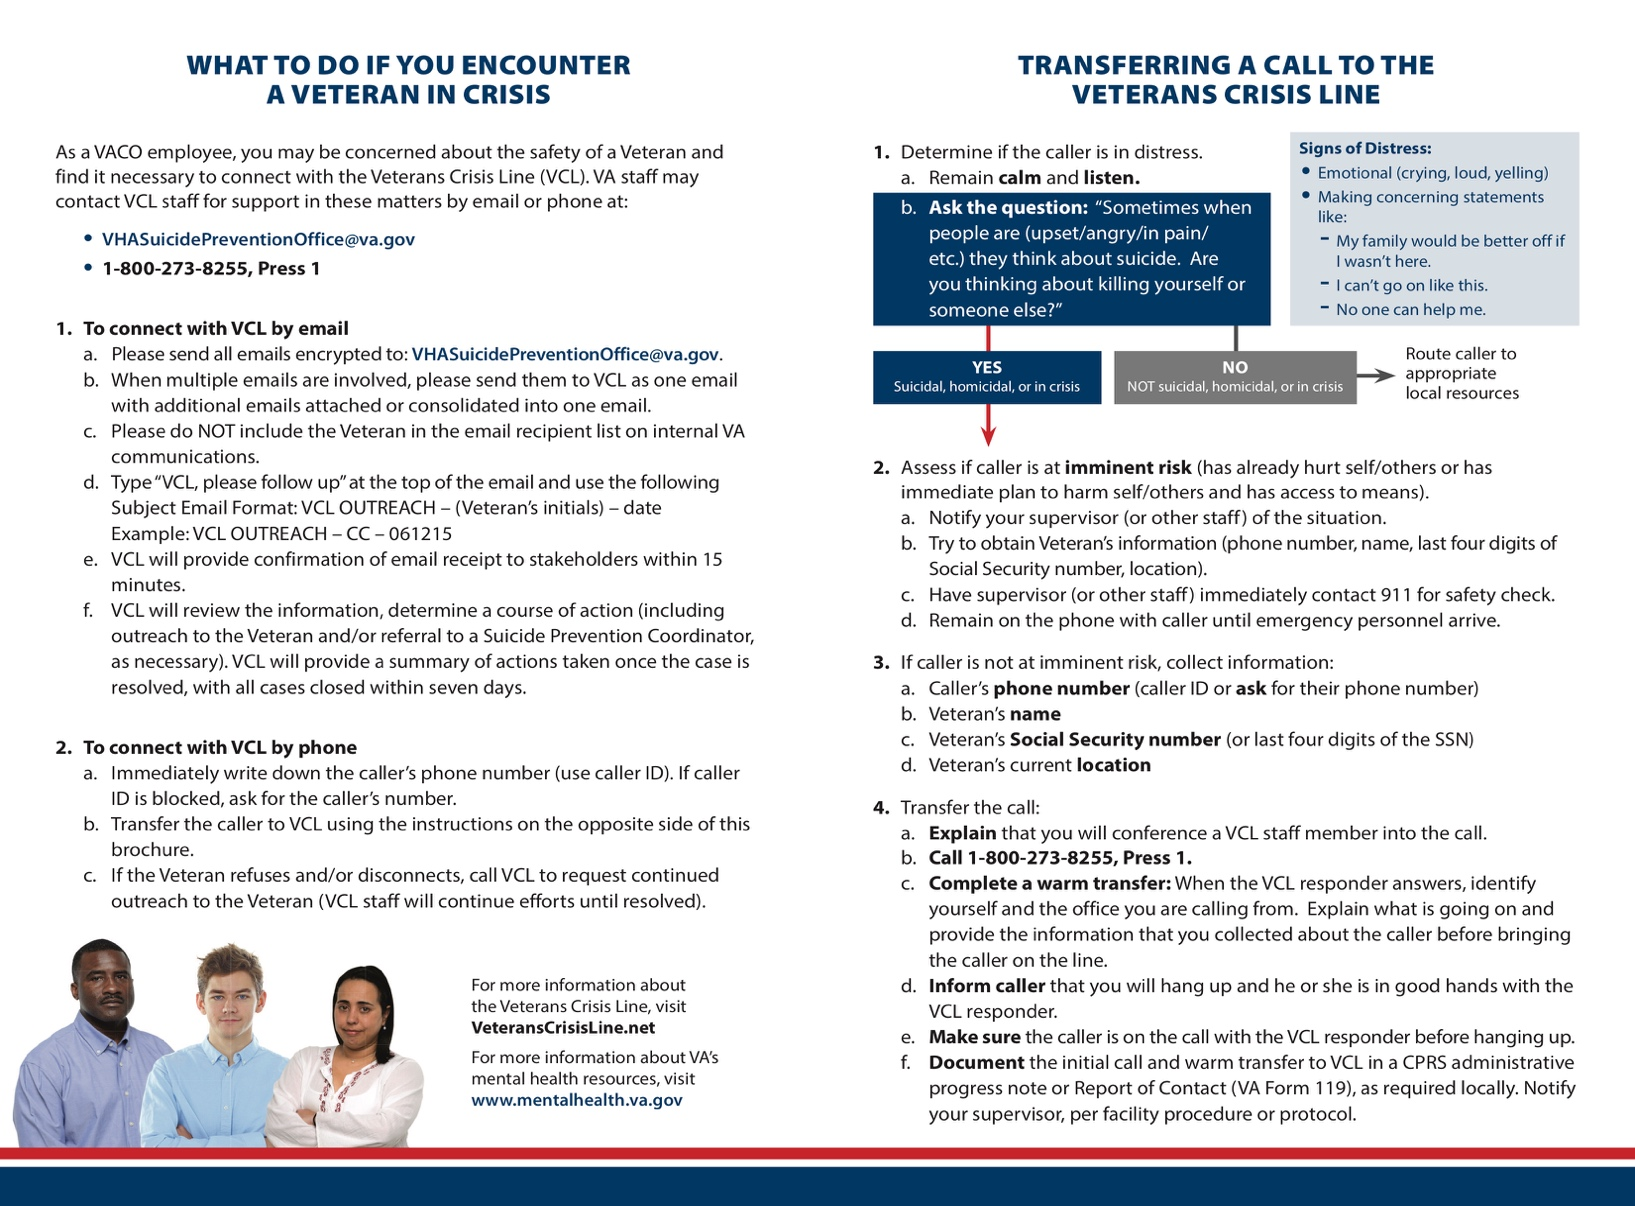 WHAT TO DO IF YOU ENCOUNTER
A VETERAN IN CRISIS
As a VACO employee, you may be concerned about the safety of a Veteran and
find it necessary to connect with the Veterans Crisis Line (VCL). VA staff may
contact VCL staff for support in these matters by email or phone at:
• VHASuicidePreventionOffice@va.gov
• 1-800-273-8255, Press 1
1. To connect with VCL by email
a. Please send all emails encrypted to: VHASuicidePreventionOffice@va.gov.
b. When multiple emails are involved, please send them to VCL as one email
with additional emails attached or consolidated into one email.
c. Please do NOT include the Veteran in the email recipient list on internal VA
communications.
d. Type “VCL, please follow up” at the top of the email and use the following
Subject Email Format: VCL OUTREACH – (Veteran’s initials) – date
Example: VCL OUTREACH – CC – 061215
e. VCL will provide confirmation of email receipt to stakeholders within 15
minutes.
f. VCL will review the information, determine a course of action (including
outreach to the Veteran and/or referral to a Suicide Prevention Coordinator,
as necessary). VCL will provide a summary of actions taken once the case is
resolved, with all cases closed within seven days.
2. To connect with VCL by phone
a. Immediately write down the caller’s phone number (use caller ID). If caller
ID is blocked, ask for the caller’s number.
b. Transfer the caller to VCL using the instructions on the opposite side of this
brochure.
c. If the Veteran refuses and/or disconnects, call VCL to request continued
outreach to the Veteran (VCL staff will continue efforts until resolved).
For more information about
the Veterans Crisis Line, visit
VeteransCrisisLine.net
For more information about VA’s
mental health resources, visit
www.mentalhealth.va.gov
TRANSFERRING A CALL TO THE
VETERANS CRISIS LINE
1. Determine if the caller is in distress.
a. Remain calm and listen.
b. Ask the question: “Sometimes when
people are (upset/angry/in pain/
etc.) they think about suicide. Are
you thinking about killing yourself or
someone else?”
Signs of Distress:
• Emotional (crying, loud, yelling)
• Making concerning statements
like:
– My family would be better off if
I wasn’t here.
– I can’t go on like this.
– No one can help me.
YES
Suicidal, homicidal, or in crisis
NO
NOT suicidal, homicidal, or in crisis
Route caller to
appropriate
local resources
2. Assess if caller is at imminent risk (has already hurt self/others or has
immediate plan to harm self/others and has access to means).
a. Notify your supervisor (or other staff) of the situation.
b. Try to obtain Veteran’s information (phone number, name, last four digits of
Social Security number, location).
c. Have supervisor (or other staff) immediately contact 911 for safety check.
d. Remain on the phone with caller until emergency personnel arrive.
3. If caller is not at imminent risk, collect information:
a. Caller’s phone number (caller ID or ask for their phone number)
b. Veteran’s name
c. Veteran’s Social Security number (or last four digits of the SSN)
d. Veteran’s current location
4. Transfer the call:
a. Explain that you will conference a VCL staff member into the call.
b. Call 1-800-273-8255, Press 1.
c. Complete a warm transfer: When the VCL responder answers, identify
yourself and the office you are calling from. Explain what is going on and
provide the information that you collected about the caller before bringing
the caller on the line.
d. Inform caller that you will hang up and he or she is in good hands with the
VCL responder.
e. Make sure the caller is on the call with the VCL responder before hanging up.
f. Document the initial call and warm transfer to VCL in a CPRS administrative
progress note or Report of Contact (VA Form 119), as required locally. Notify
your supervisor, per facility procedure or protocol.